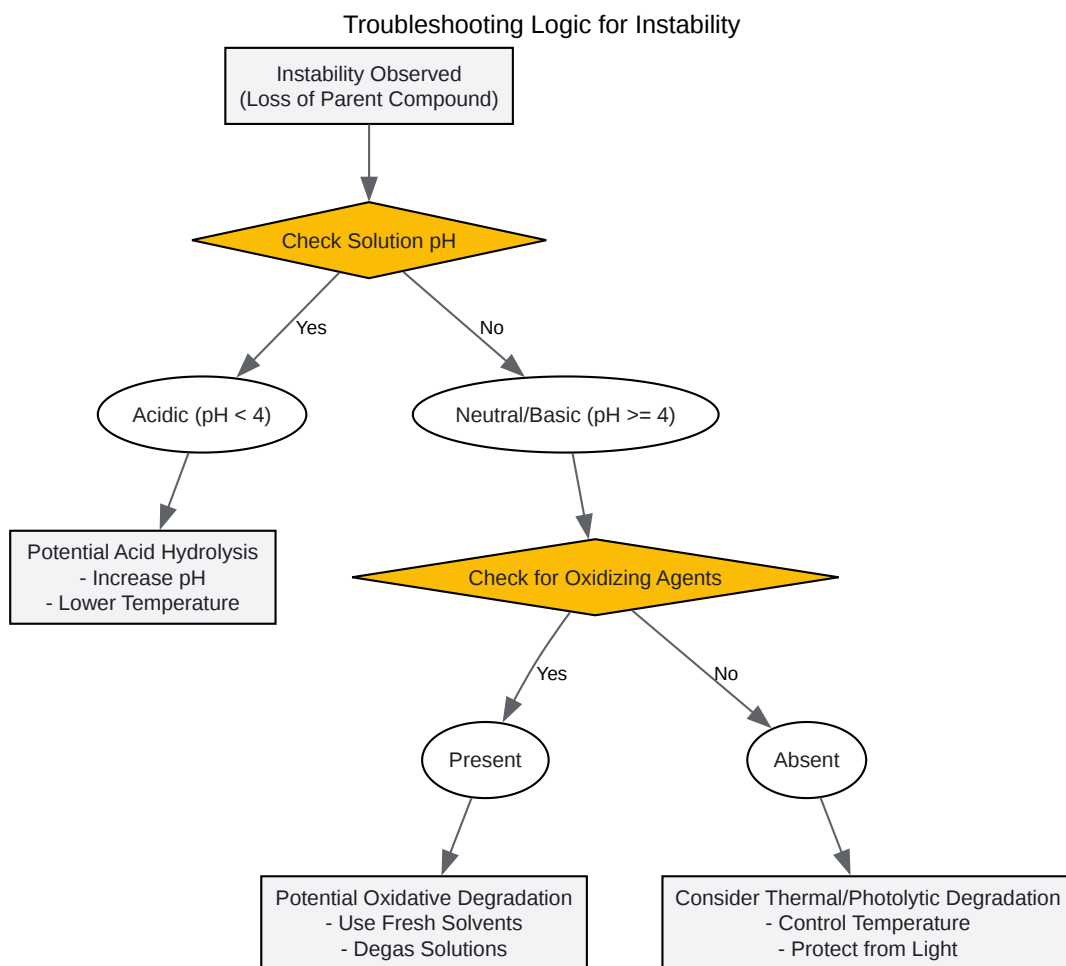 Troubleshooting Logic for Instability
Instability Observed
(Loss of Parent Compound)
Check Solution pH
Yes
No
Acidic (pH < 4)
Neutral/Basic (pH >= 4)
Potential Acid Hydrolysis
- Increase pH
- Lower Temperature
Check for Oxidizing Agents
Yes
No
Present
Absent
Potential Oxidative Degradation
- Use Fresh Solvents
- Degas Solutions
Consider Thermal/Photolytic Degradation
- Control Temperature
- Protect from Light